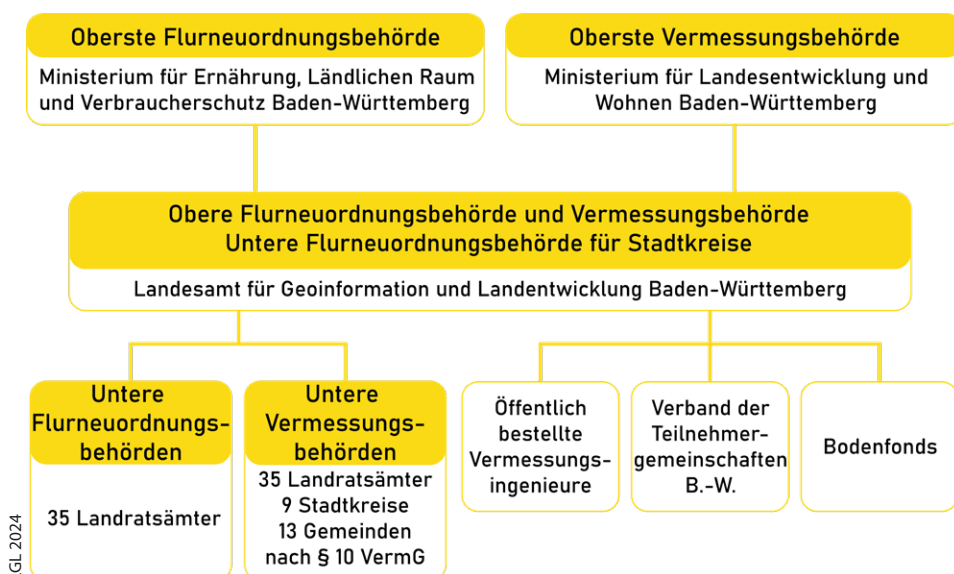 Oberste Flurneuordnungsbehörde
Ministerium für Ernährung, Ländlichen Raum
und Verbraucherschutz Baden-Württemberg
Oberste Vermessungsbehörde
Ministerium für Landesentwicklung und
Wohnen Baden-Württemberg
Obere Flurneuordnungsbehörde und Vermessungsbehörde
Untere Flurneuordnungsbehörde für Stadtkreise
Landesamt für Geoinformation und Landentwicklung Baden-Württemberg
Untere
Flurneuordnungs-
behörden
35 Landratsämter
Untere
Vermessungs-
behörden
35 Landratsämter
9 Stadtkreise
13 Gemeinden
nach § 10 VermG
Öffentlich
bestellte
Vermessungs-
ingenieure
Verband der
Teilnehmer-
gemeinschaften
B.-W.
Bodenfonds
2024